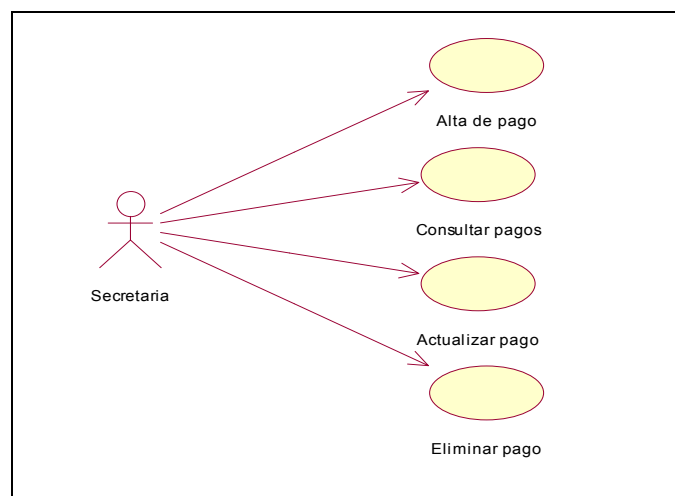 Alta de pago
Consultar pagos
Secretaria
Actualizar pago
Eliminar pago